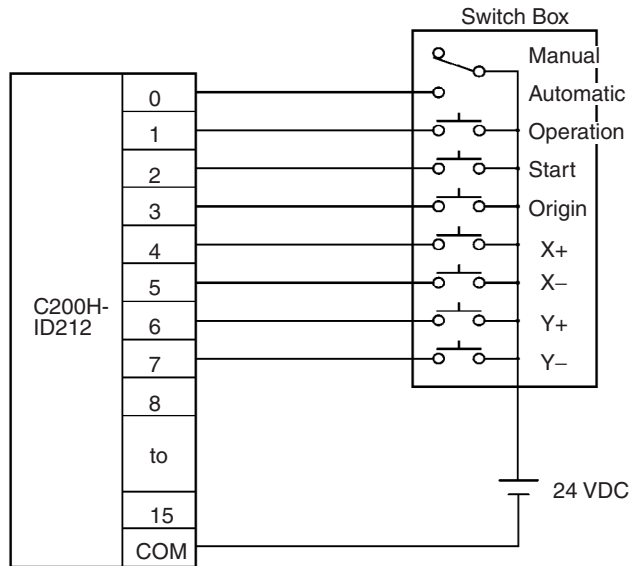 Switch Box
Manual
0
Automatic
1
Operation
2
Start
3
Origin
4
X+
C200H-
ID212
5
X−
6
Y+
7
Y−
8
to
24 VDC
15
COM